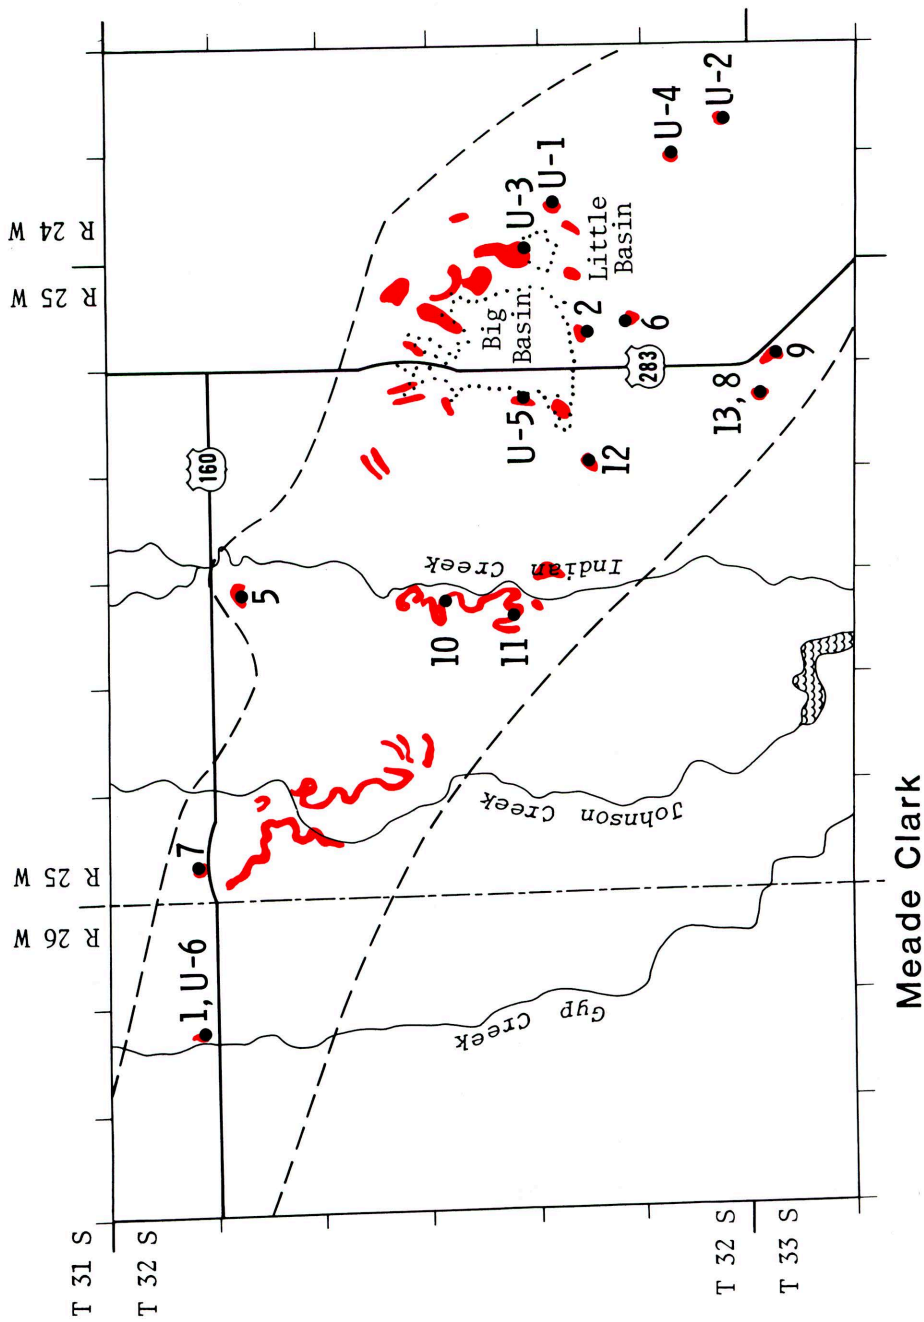 T 31 S
T 32 S
R 26 W
R 25 W
R 25 W
R 24 W
160
1, U-6
7
5
10
11
12
U-5
Big
Basin
U-3
U-1
Little
Basin
2
6
283
U-4
U-2
13, 8
9
Gyp
Creek
Johnson Creek
Indian Creek
T 32 S
T 33 S
Meade Clark